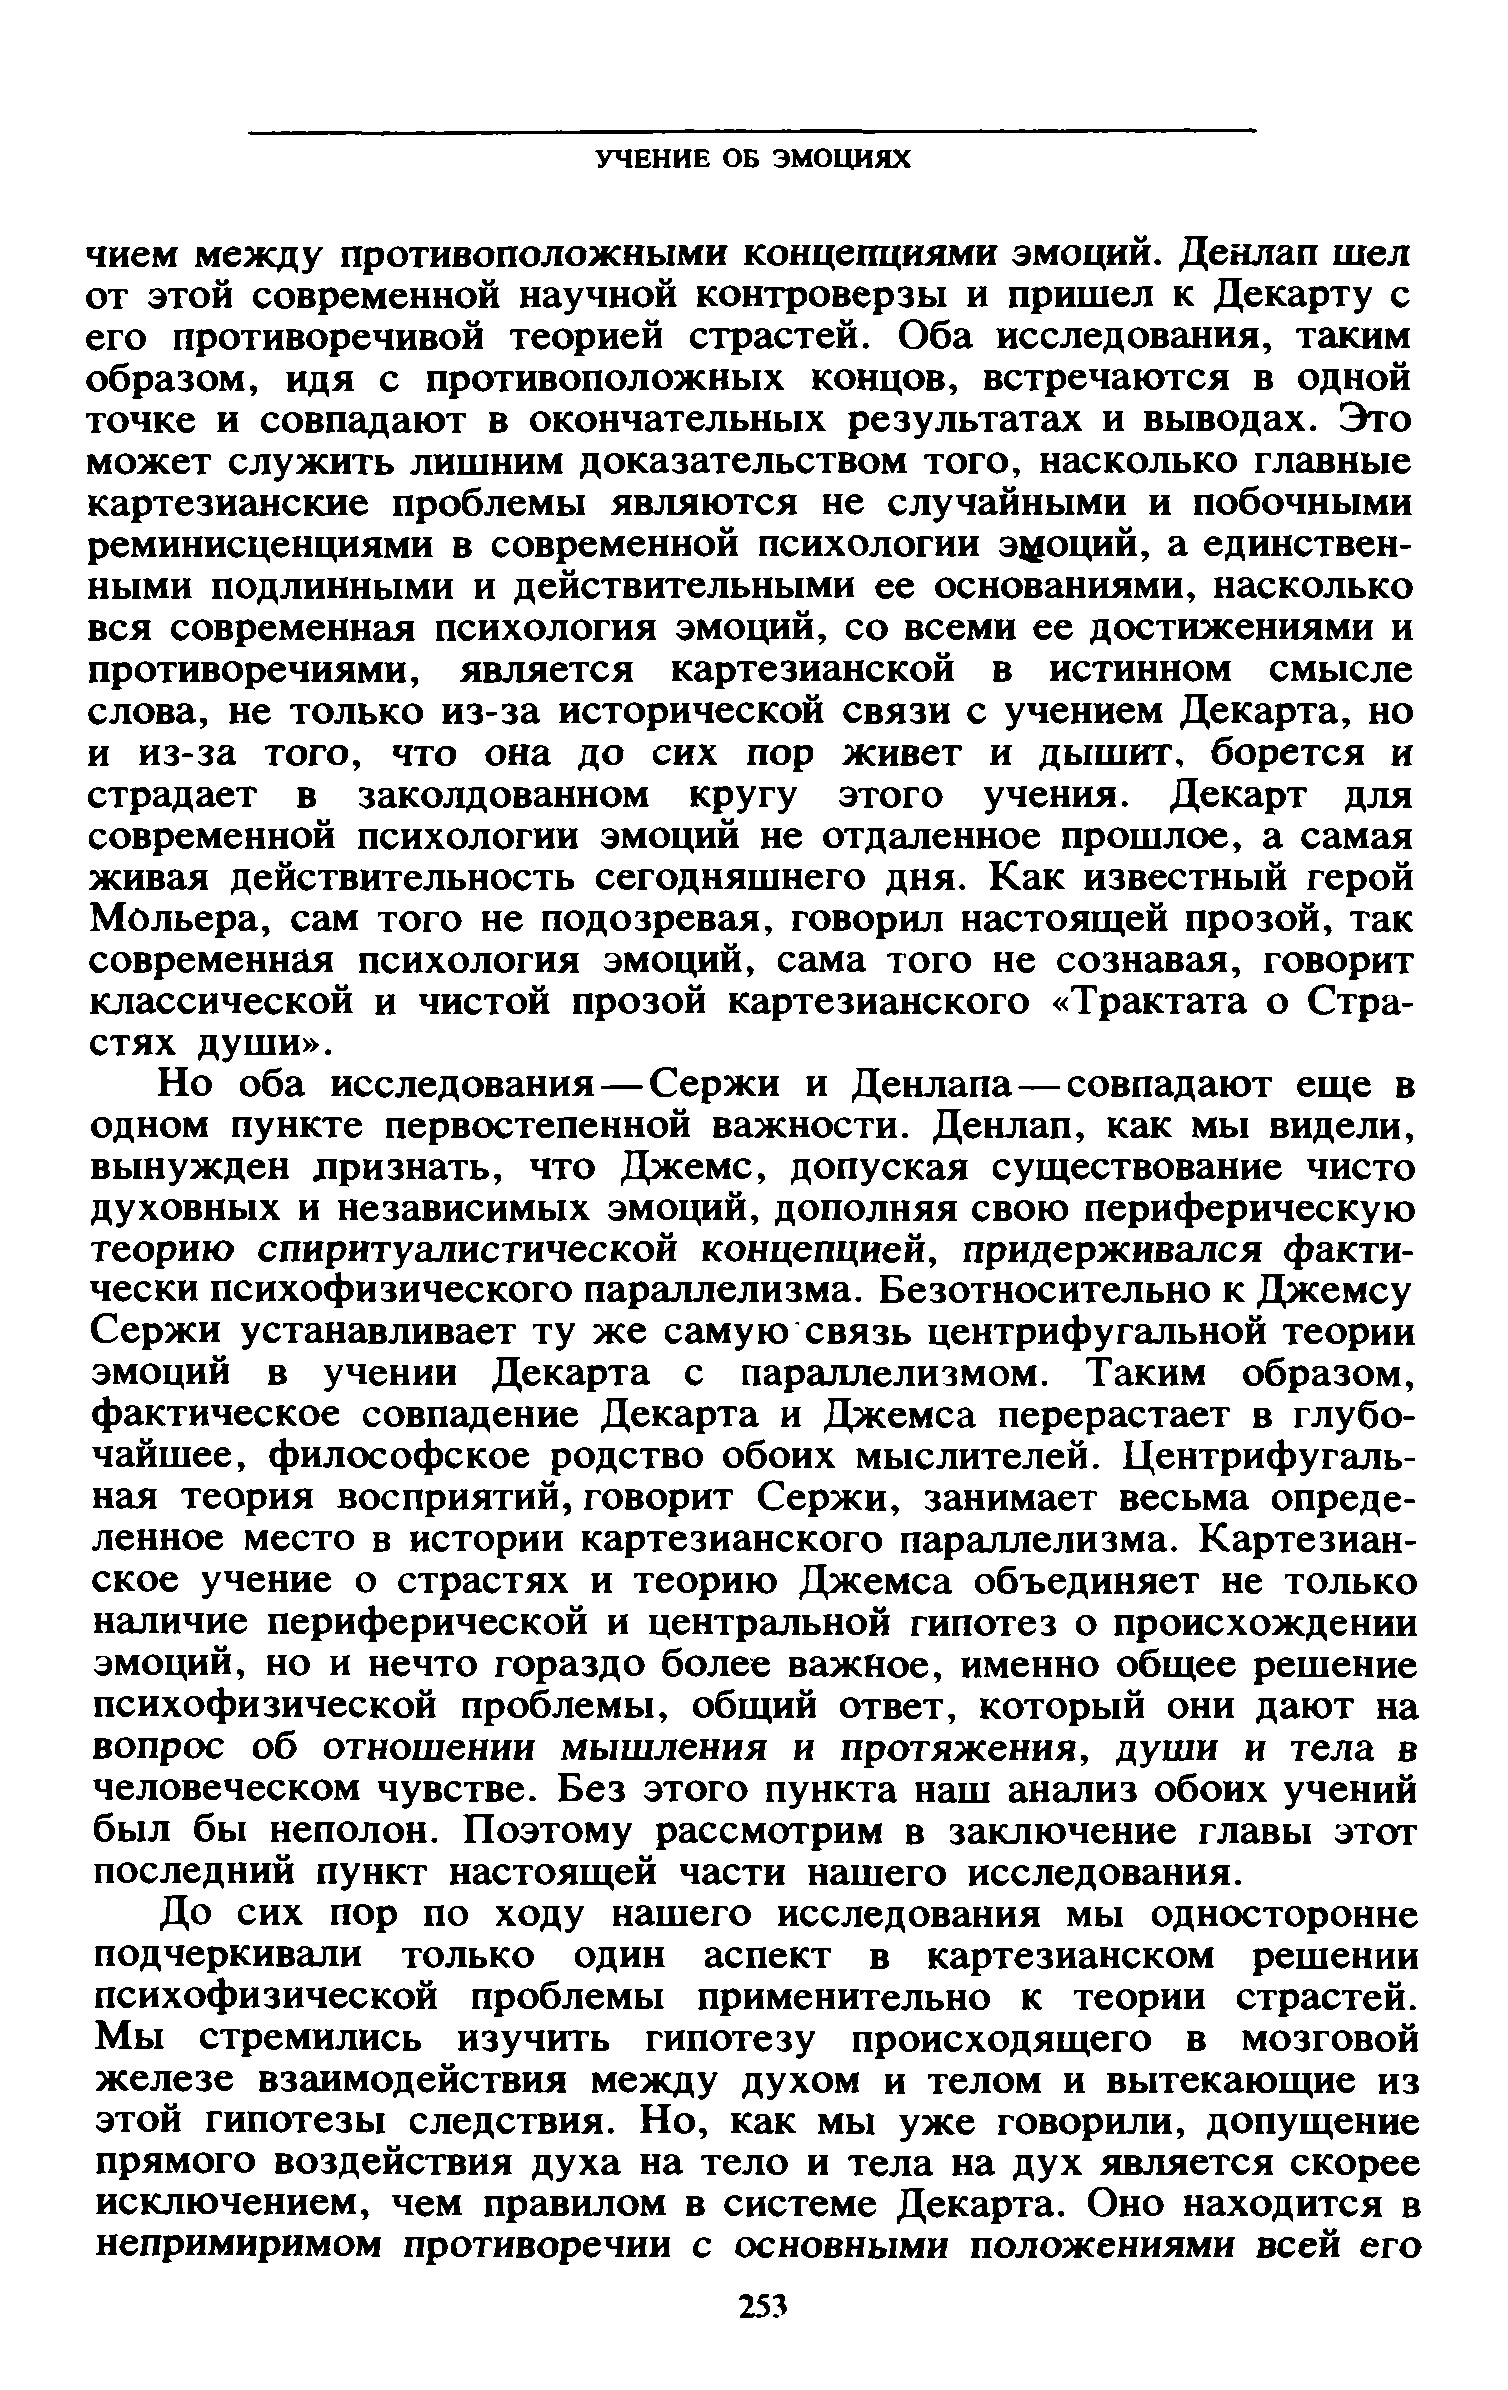 УЧЕНИЕ ОБ ЭМОЦИЯХ
чием между противоположными концепциями эмоций. Денлап шел
от этой современной научной контроверзы и пришел к Декарту с
его противоречивой теорией страстей. Оба исследования, таким
образом, идя с противоположных концов, встречаются в одной
точке и совпадают в окончательных результатах и выводах. Это
может служить лишним доказательством того, насколько главные
картезианские проблемы являются не случайными и побочными
реминисценциями в современной психологии эмоций, а единствен-
ными подлинными и действительными ее основаниями, насколько
вся современная психология эмоций, со всеми ее достижениями и
противоречиями, является картезианской в истинном смысле
слова, не только из-за исторической связи с учением Декарта, но
и из-за того, что она до сих пор живет и дышит, борется и
страдает в заколдованном кругу этого учения. Декарт для
современной психологии эмоций не отдаленное прошлое, а самая
живая действительность сегодняшнего дня. Как известный герой
Мольера, сам того не подозревая, говорил настоящей прозой, так
современная психология эмоций, сама того не сознавая, говорит
классической и чистой прозой картезианского «Трактата о Стра-
стях души».
Но оба исследования—Сержи и Денлапа—совпадают еще в
одном пункте первостепенной важности. Денлап, как мы видели,
вынужден признать, что Джемс, допуская существование чисто
духовных и независимых эмоций, дополняя свою периферическую
теорию спиритуалистической концепцией, придерживался факти-
чески психофизического параллелизма. Безотносительно к Джемсу
Сержи устанавливает ту же самую связь центрифугальной теории
эмоций в учении Декарта с параллелизмом. Таким образом,
фактическое совпадение Декарта и Джемса перерастает в глубо-
чайшее, философское родство обоих мыслителей. Центрифугаль-
ная теория восприятий, говорит Сержи, занимает весьма опреде-
ленное место в истории картезианского параллелизма. Картезиан-
ское учение о страстях и теорию Джемса объединяет не только
наличие периферической и центральной гипотез о происхождении
эмоций, но и нечто гораздо более важное, именно общее решение
психофизической проблемы, общий ответ, который они дают на
вопрос об отношении мышления и протяжения, души и тела в
человеческом чувстве. Без этого пункта наш анализ обоих учений
был бы неполон. Поэтому рассмотрим в заключение главы этот
последний пункт настоящей части нашего исследования.
До сих пор по ходу нашего исследования мы односторонне
подчеркивали только один аспект в картезианском решении
психофизической проблемы применительно к теории страстей.
Мы стремились изучить гипотезу происходящего в мозговой
железе взаимодействия между духом и телом и вытекающие из
этой гипотезы следствия. Но, как мы уже говорили, допущение
прямого воздействия духа на тело и тела на дух является скорее
исключением, чем правилом в системе Декарта. Оно находится в
непримиримом противоречии с основными положениями всей его
253